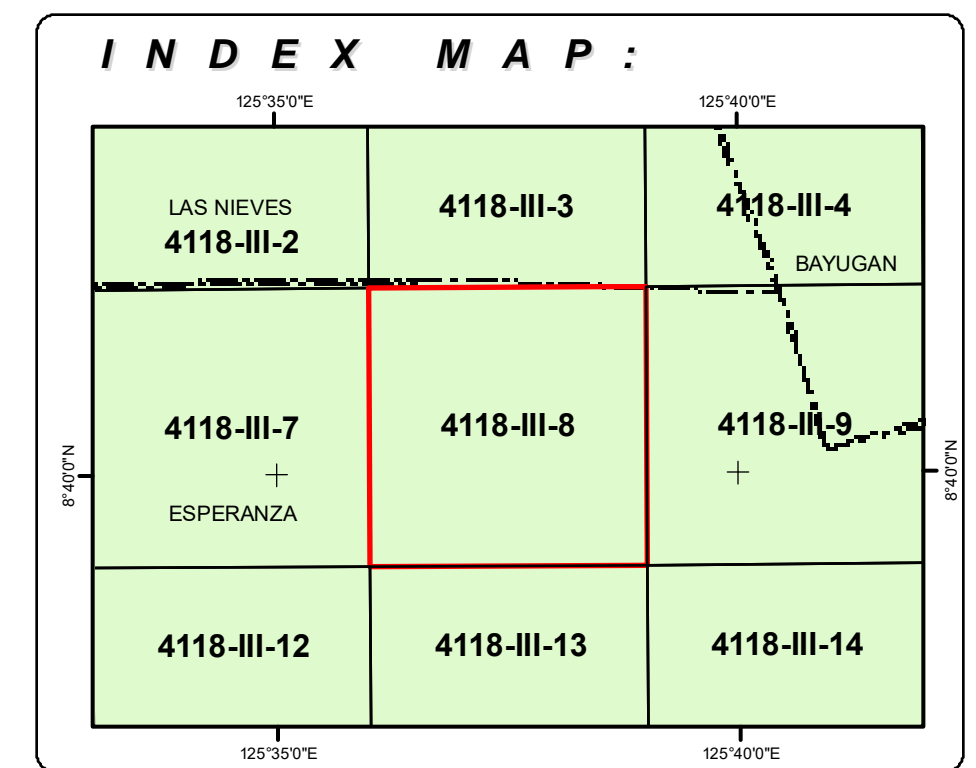 INDEX MAP:
125°35'0"E
125°40'0"E
LAS NIEVES
4118-III-2
4118-III-3
4118-III-4
BAYUGAN
4118-III-7
4118-III-8
4118-III-9
8°40'0"N
8°40'0"N
ESPERANZA
4118-III-12
4118-III-13
4118-III-14
125°35'0"E
125°40'0"E